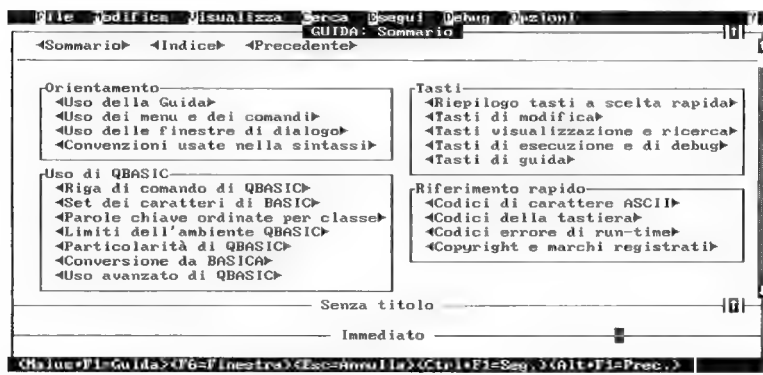 File Modifica Visualizza Cerca Esegui Debug Opzioni ?
GUIDA: Sommario
◄Sommario► ◄Indice► ◄Precedente►
Orientamento
◄Uso della Guida►
◄Uso dei menu e dei comandi►
◄Uso delle finestre di dialogo►
◄Convenzioni usate nella sintassi►
Uso di QBASIC
◄Riga di comando di QBASIC►
◄Set dei caratteri di BASIC►
◄Parole chiave ordinate per classe►
◄Limiti dell'ambiente QBASIC►
◄Particolarità di QBASIC►
◄Conversione da BASICA►
◄Uso avanzato di QBASIC►
Tasti
◄Riepilogo tasti a scelta rapida►
◄Tasti di modifica►
◄Tasti visualizzazione e ricerca►
◄Tasti di esecuzione e di debug►
◄Tasti di guida►
Riferimento rapido
◄Codici di carattere ASCII►
◄Codici della tastiera►
◄Codici errore di run-time►
◄Copyright e marchi registrati►
Senza titolo
Immediato
<Maiusc+F1=Guida><F6=Finestra><Esc=Annulla><Ctrl+F1=Seg.><Alt+F1=Prec.>